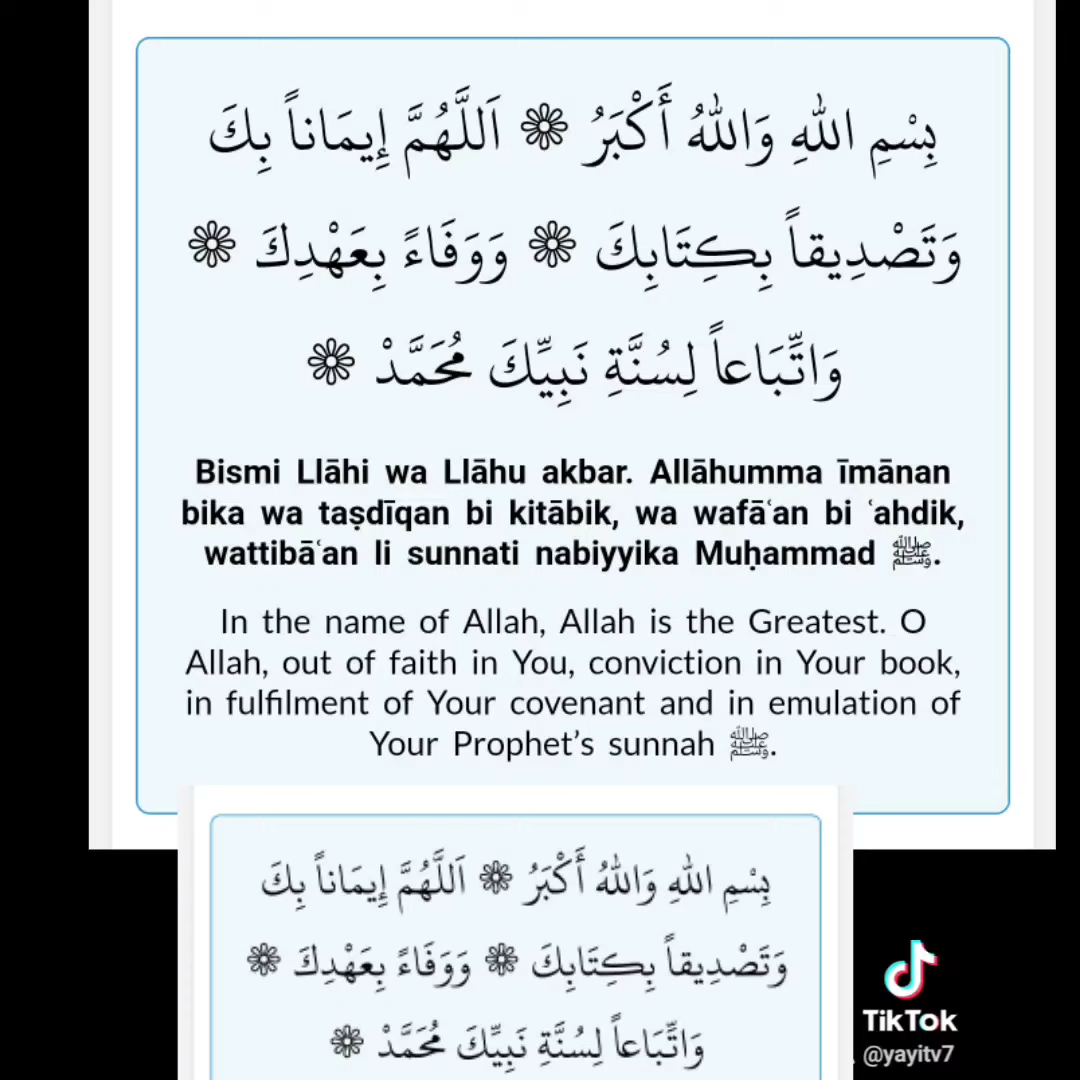 بِسْمِ اللهِ وَاللهُ أَكْبَرُ ❁ اَللَّهُمَّ إِيمَاناً بِكَ
وَتَصْدِيقاً بِكِتَابِكَ ❁ وَوَفَاءً بِعَهْدِكَ ❁
وَاتِّبَاعاً لِسُنَّةِ نَبِيِّكَ مُحَمَّدْ ❁
Bismi Llāhi wa Llāhu akbar. Allāhumma īmānan
bika wa taṣdīqan bi kitābik, wa wafāʿan bi ʿahdik,
wattibāʿan li sunnati nabiyyika Muḥammad ﷺ.
In the name of Allah, Allah is the Greatest. O
Allah, out of faith in You, conviction in Your book,
in fulfilment of Your covenant and in emulation of
Your Prophet’s sunnah ﷺ.
بِسْمِ اللهِ وَاللهُ أَكْبَرُ ❁ اَللَّهُمَّ إِيمَاناً بِكَ
وَتَصْدِيقاً بِكِتَابِكَ ❁ وَوَفَاءً بِعَهْدِكَ ❁
وَاتِّبَاعاً لِسُنَّةِ نَبِيِّكَ مُحَمَّدْ ❁
TikTok
@yayitv7